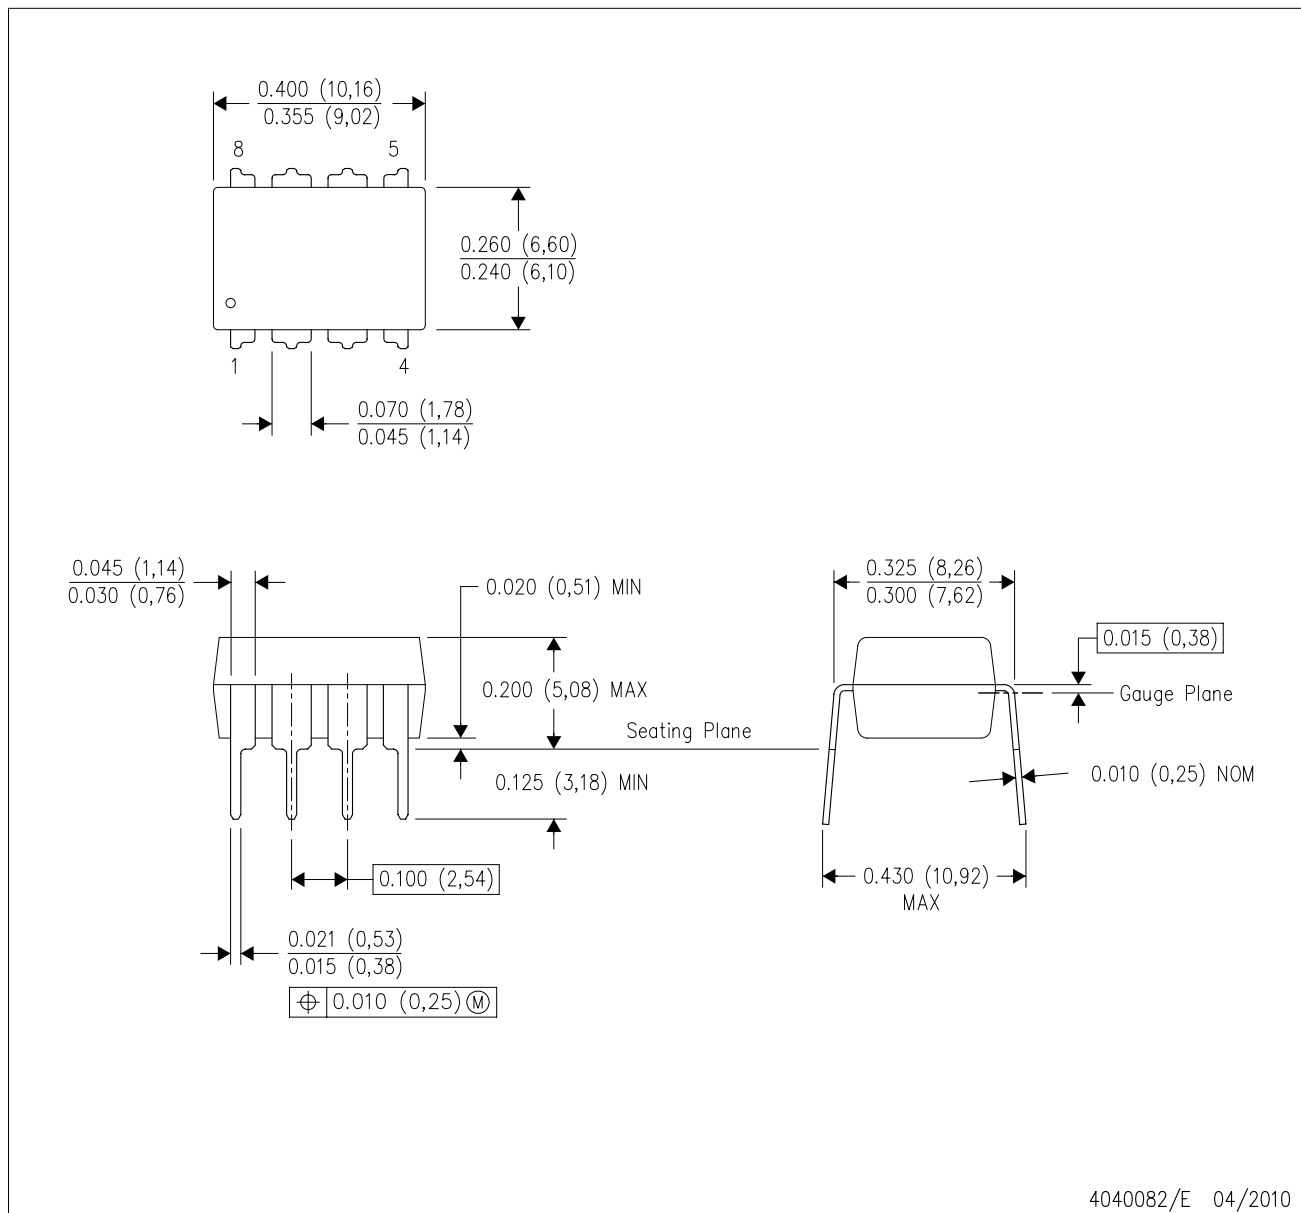 0.400 (10,16)
0.355 (9,02)
8
5
0.260 (6,60)
0.240 (6,10)
1
4
0.070 (1,78)
0.045 (1,14)
0.045 (1,14)
0.030 (0,76)
0.020 (0,51) MIN
0.200 (5,08) MAX
Seating Plane
0.125 (3,18) MIN
0.100 (2,54)
0.021 (0,53)
0.015 (0,38)
⌖ 0.010 (0,25) Ⓜ
0.325 (8,26)
0.300 (7,62)
0.015 (0,38)
Gauge Plane
0.010 (0,25) NOM
0.430 (10,92)
MAX
4040082/E 04/2010